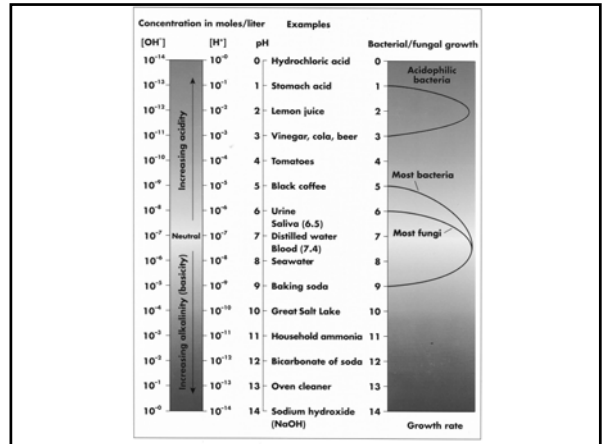 Concentration in moles/liter Examples
[OH⁻] [H⁺] pH Bacterial/fungal growth
10⁻¹⁴ 10⁻⁰ 0 Hydrochloric acid 0
Acidophilic
bacteria
10⁻¹³ 10⁻¹ 1 Stomach acid 1
10⁻¹² 10⁻² 2 Lemon juice 2
10⁻¹¹ 10⁻³ 3 Vinegar, cola, beer 3
Increasing acidity
10⁻¹⁰ 10⁻⁴ 4 Tomatoes 4
Most bacteria
10⁻⁹ 10⁻⁵ 5 Black coffee 5
10⁻⁸ 10⁻⁶ 6 Urine 6
Saliva (6.5)
Most fungi
10⁻⁷ Neutral 10⁻⁷ 7 Distilled water 7
Blood (7.4)
10⁻⁶ 10⁻⁸ 8 Seawater 8
10⁻⁵ 10⁻⁹ 9 Baking soda 9
10⁻⁴ 10⁻¹⁰ 10 Great Salt Lake 10
Increasing alkalinity (basicity)
10⁻³ 10⁻¹¹ 11 Household ammonia 11
10⁻² 10⁻¹² 12 Bicarbonate of soda 12
10⁻¹ 10⁻¹³ 13 Oven cleaner 13
10⁻⁰ 10⁻¹⁴ 14 Sodium hydroxide 14
(NaOH)
Growth rate